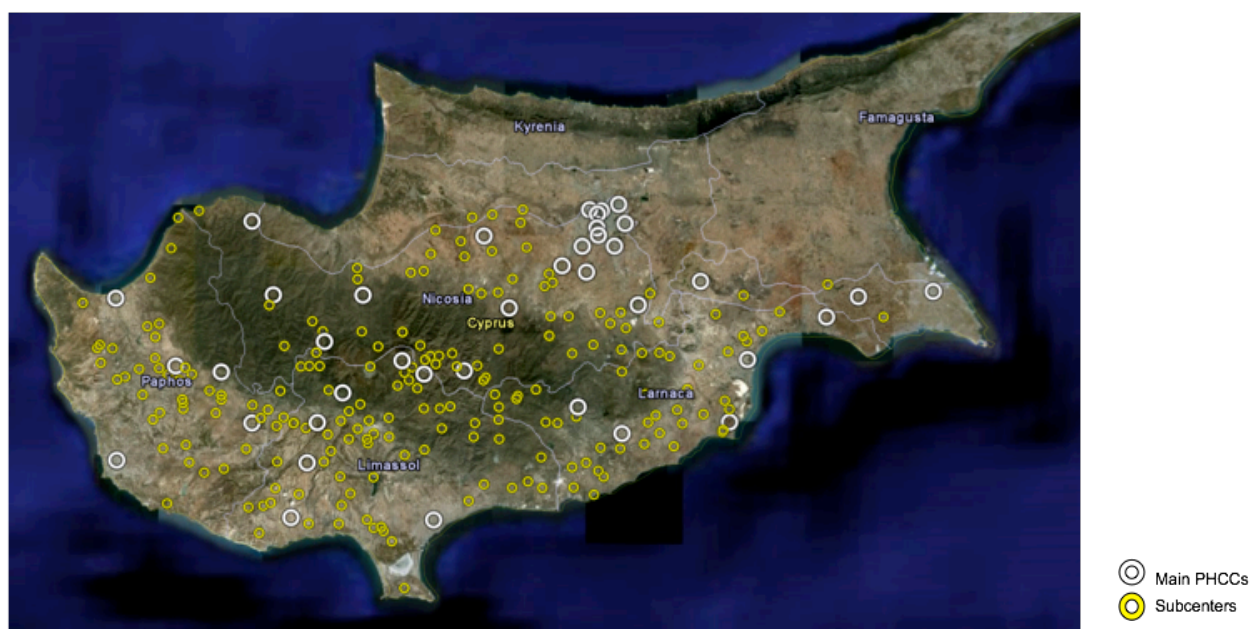 Kyrenia
Famagusta
Nicosia
Cyprus
Paphos
Larnaca
Limassol
Main PHCCs
Subcenters